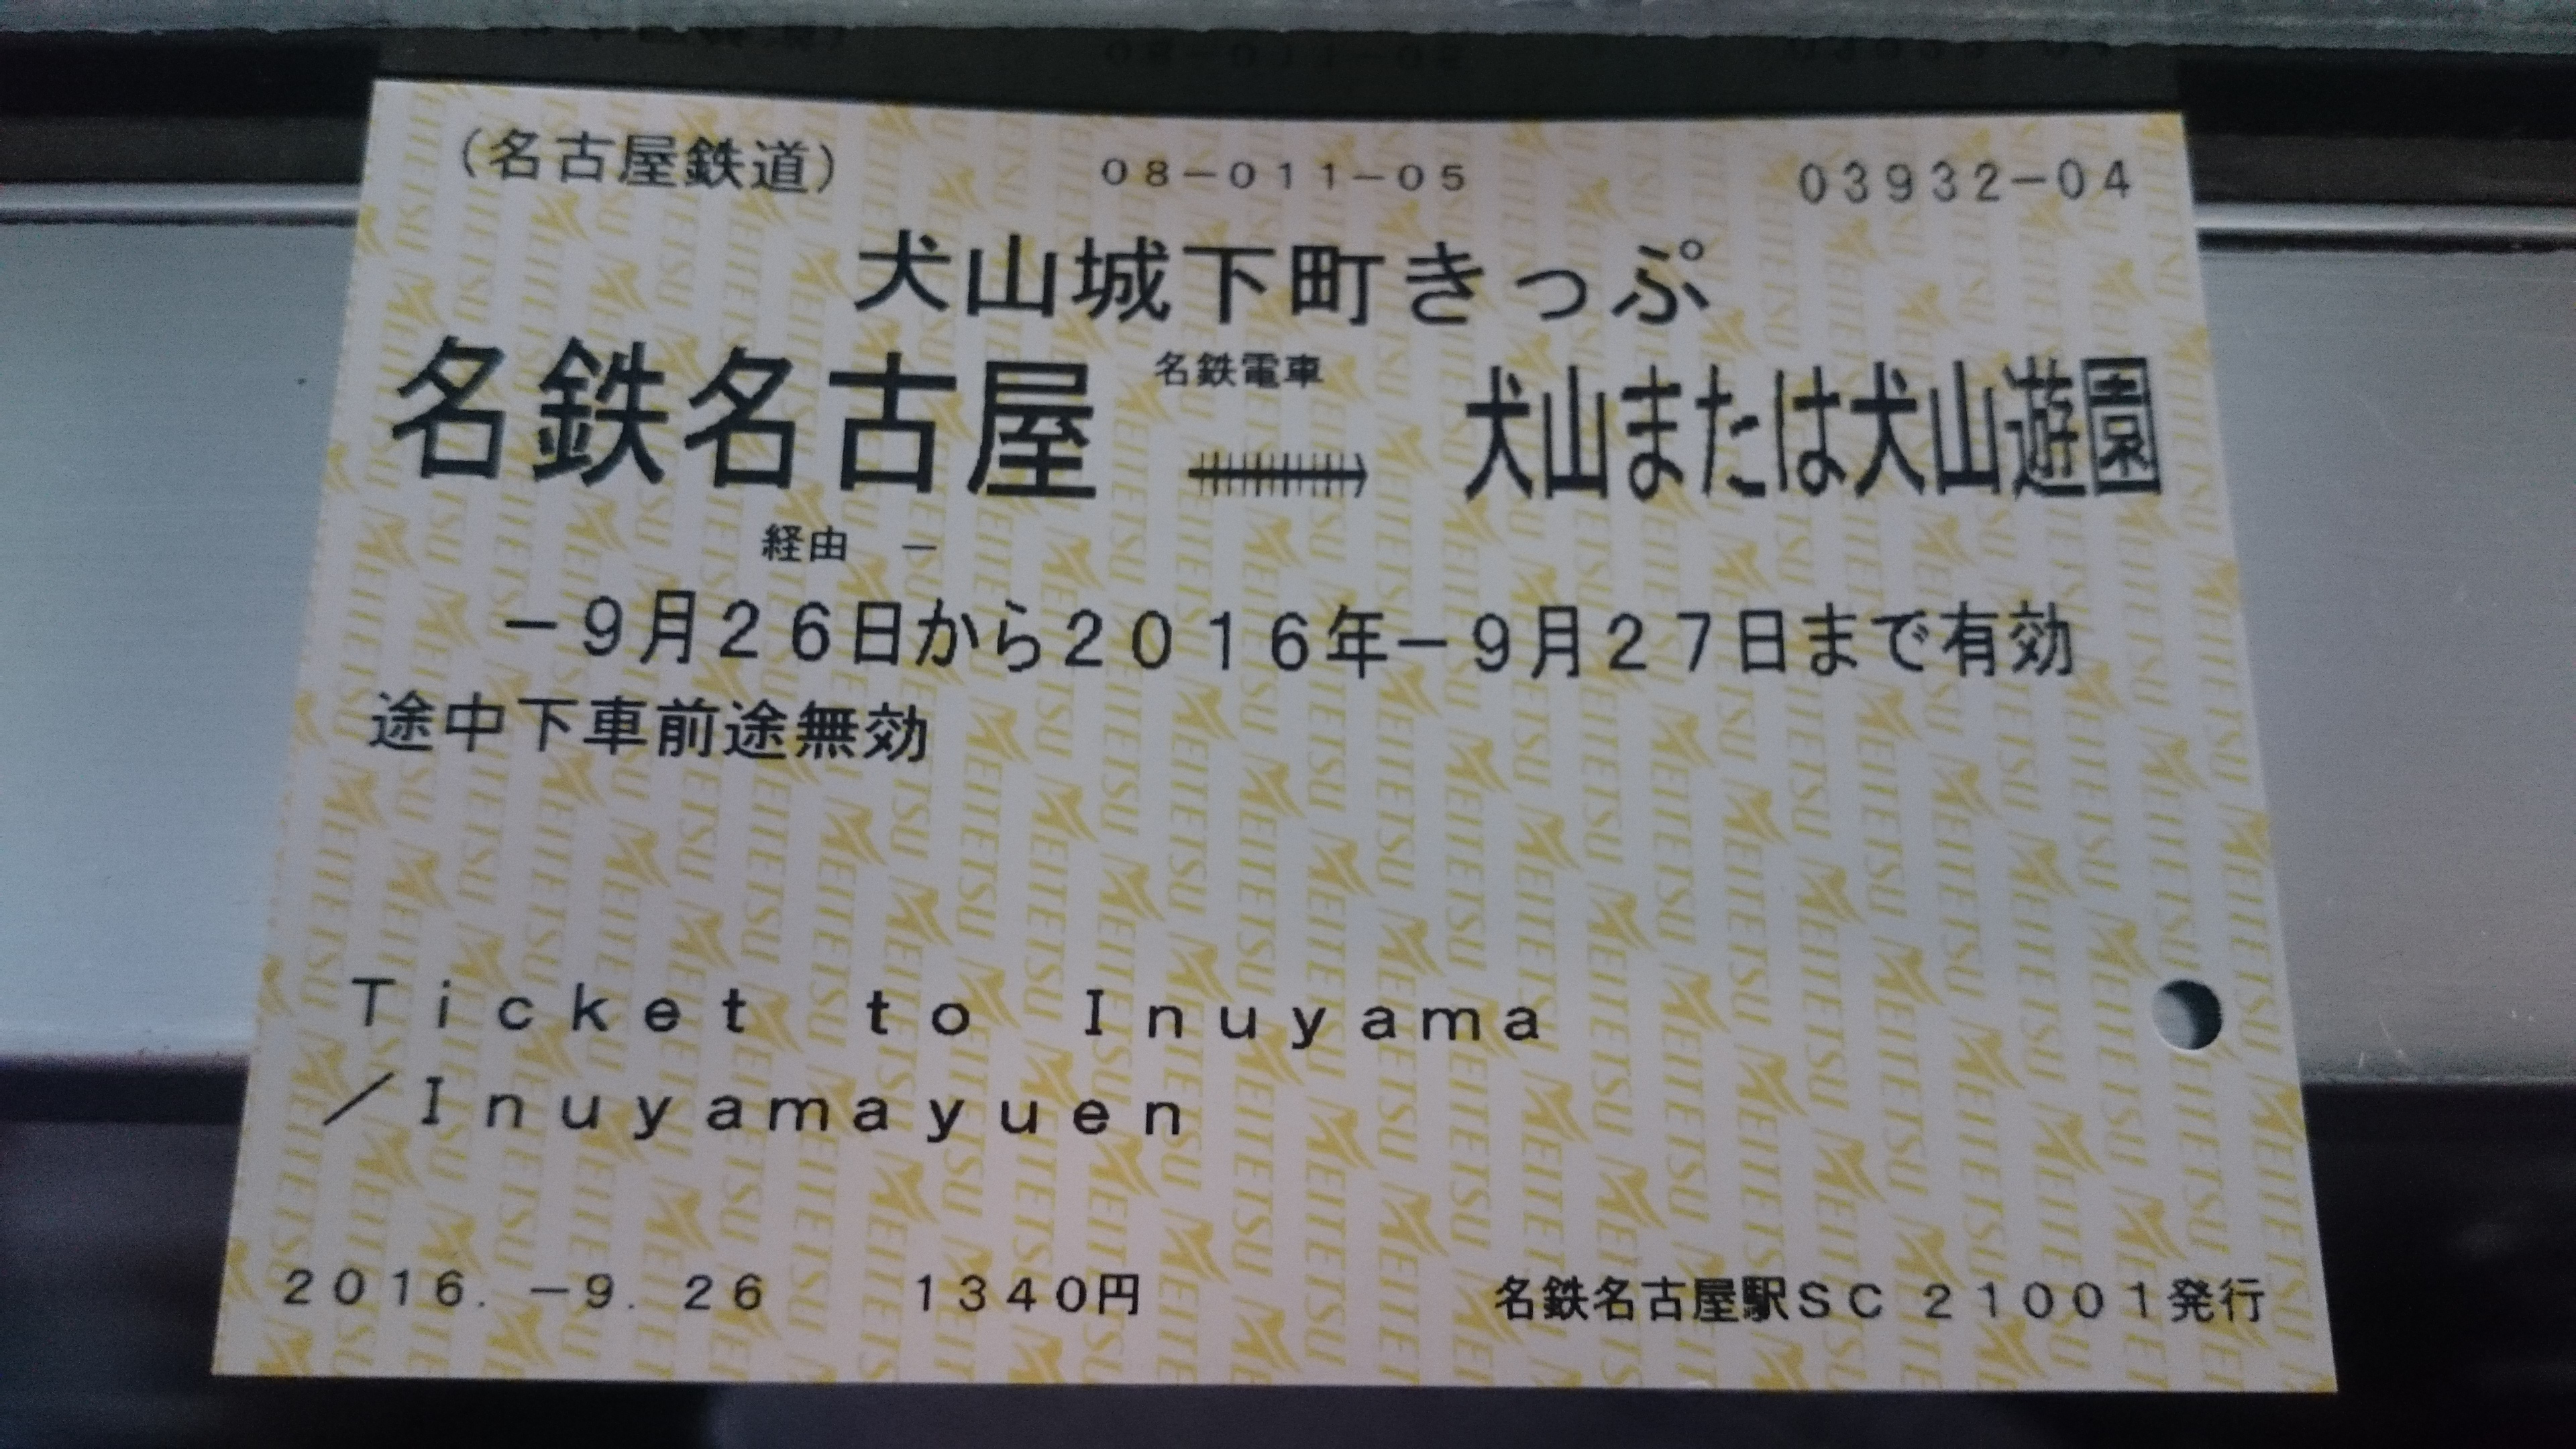 (名古屋鉄道) 08-011-05 03932-04
犬山城下町きっぷ
名鉄名古屋 名鉄電車 → 犬山または犬山遊園
経由 -
-9月26日から2016年-9月27日まで有効
途中下車前途無効
Ticket to Inuyama
/Inuyamayuen
2016.-9.26 1340円 名鉄名古屋駅SC 21001発行